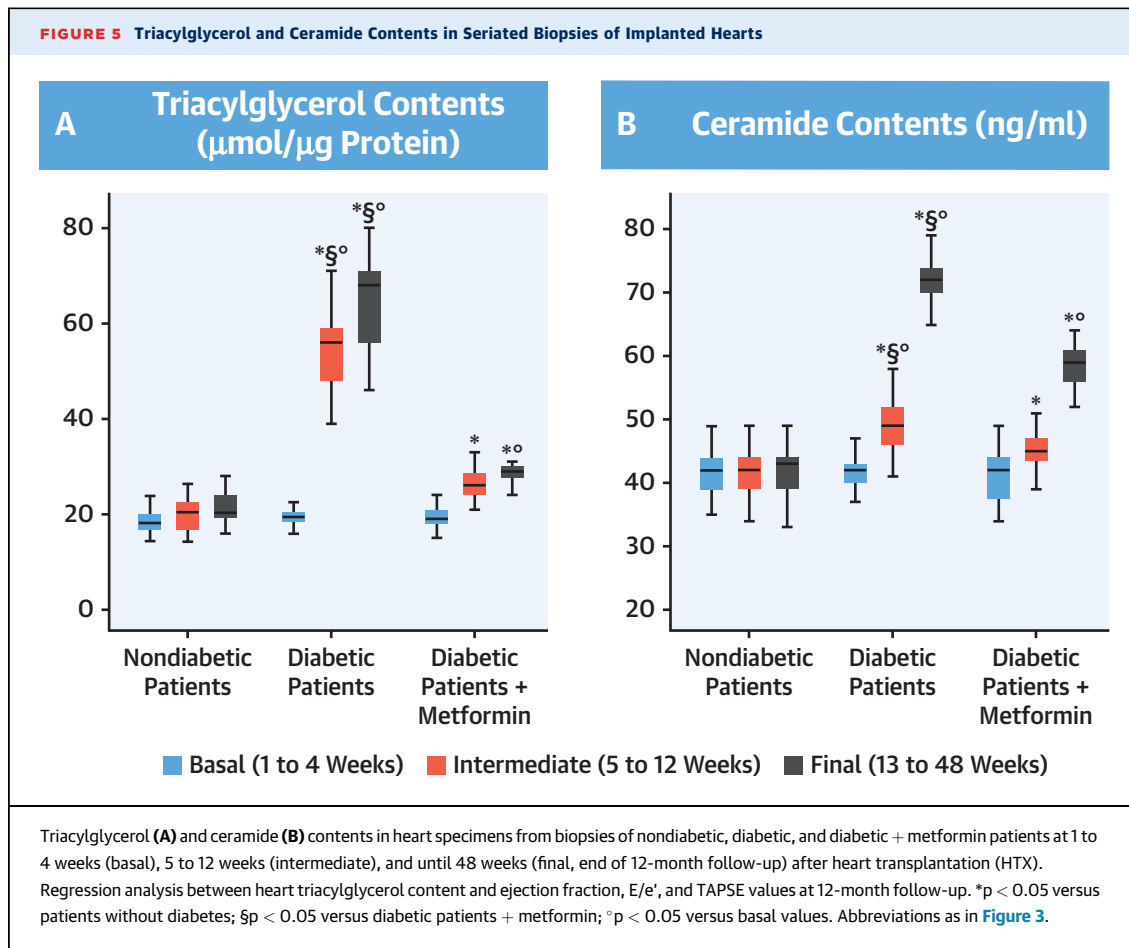 FIGURE 5 Triacylglycerol and Ceramide Contents in Seriated Biopsies of Implanted Hearts
A
Triacylglycerol Contents
(μmol/μg Protein)
80
60
40
20
0
*§°
*§°
*
*°
Nondiabetic
Patients
Diabetic
Patients
Diabetic
Patients +
Metformin
B
Ceramide Contents (ng/ml)
80
70
60
50
40
30
20
*§°
*§°
*
*°
Nondiabetic
Patients
Diabetic
Patients
Diabetic
Patients +
Metformin
Basal (1 to 4 Weeks) Intermediate (5 to 12 Weeks) Final (13 to 48 Weeks)
Triacylglycerol (A) and ceramide (B) contents in heart specimens from biopsies of nondiabetic, diabetic, and diabetic + metformin patients at 1 to
4 weeks (basal), 5 to 12 weeks (intermediate), and until 48 weeks (final, end of 12-month follow-up) after heart transplantation (HTX).
Regression analysis between heart triacylglycerol content and ejection fraction, E/e′, and TAPSE values at 12-month follow-up. *p < 0.05 versus
patients without diabetes; §p < 0.05 versus diabetic patients + metformin; °p < 0.05 versus basal values. Abbreviations as in Figure 3.